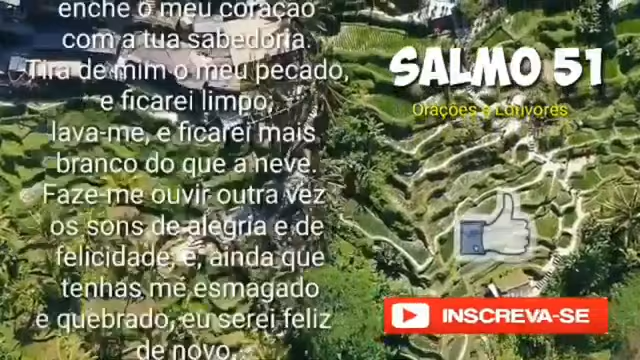 enche o meu coração
com a tua sabedoria.
Tira de mim o meu pecado,
e ficarei limpo;
lava-me, e ficarei mais
branco do que a neve.
Faze-me ouvir outra vez
os sons de alegria e de
felicidade, e, ainda que
tenhas me esmagado
e quebrado, eu serei feliz
de novo.
SALMO 51
Orações e Louvores
INSCREVA-SE